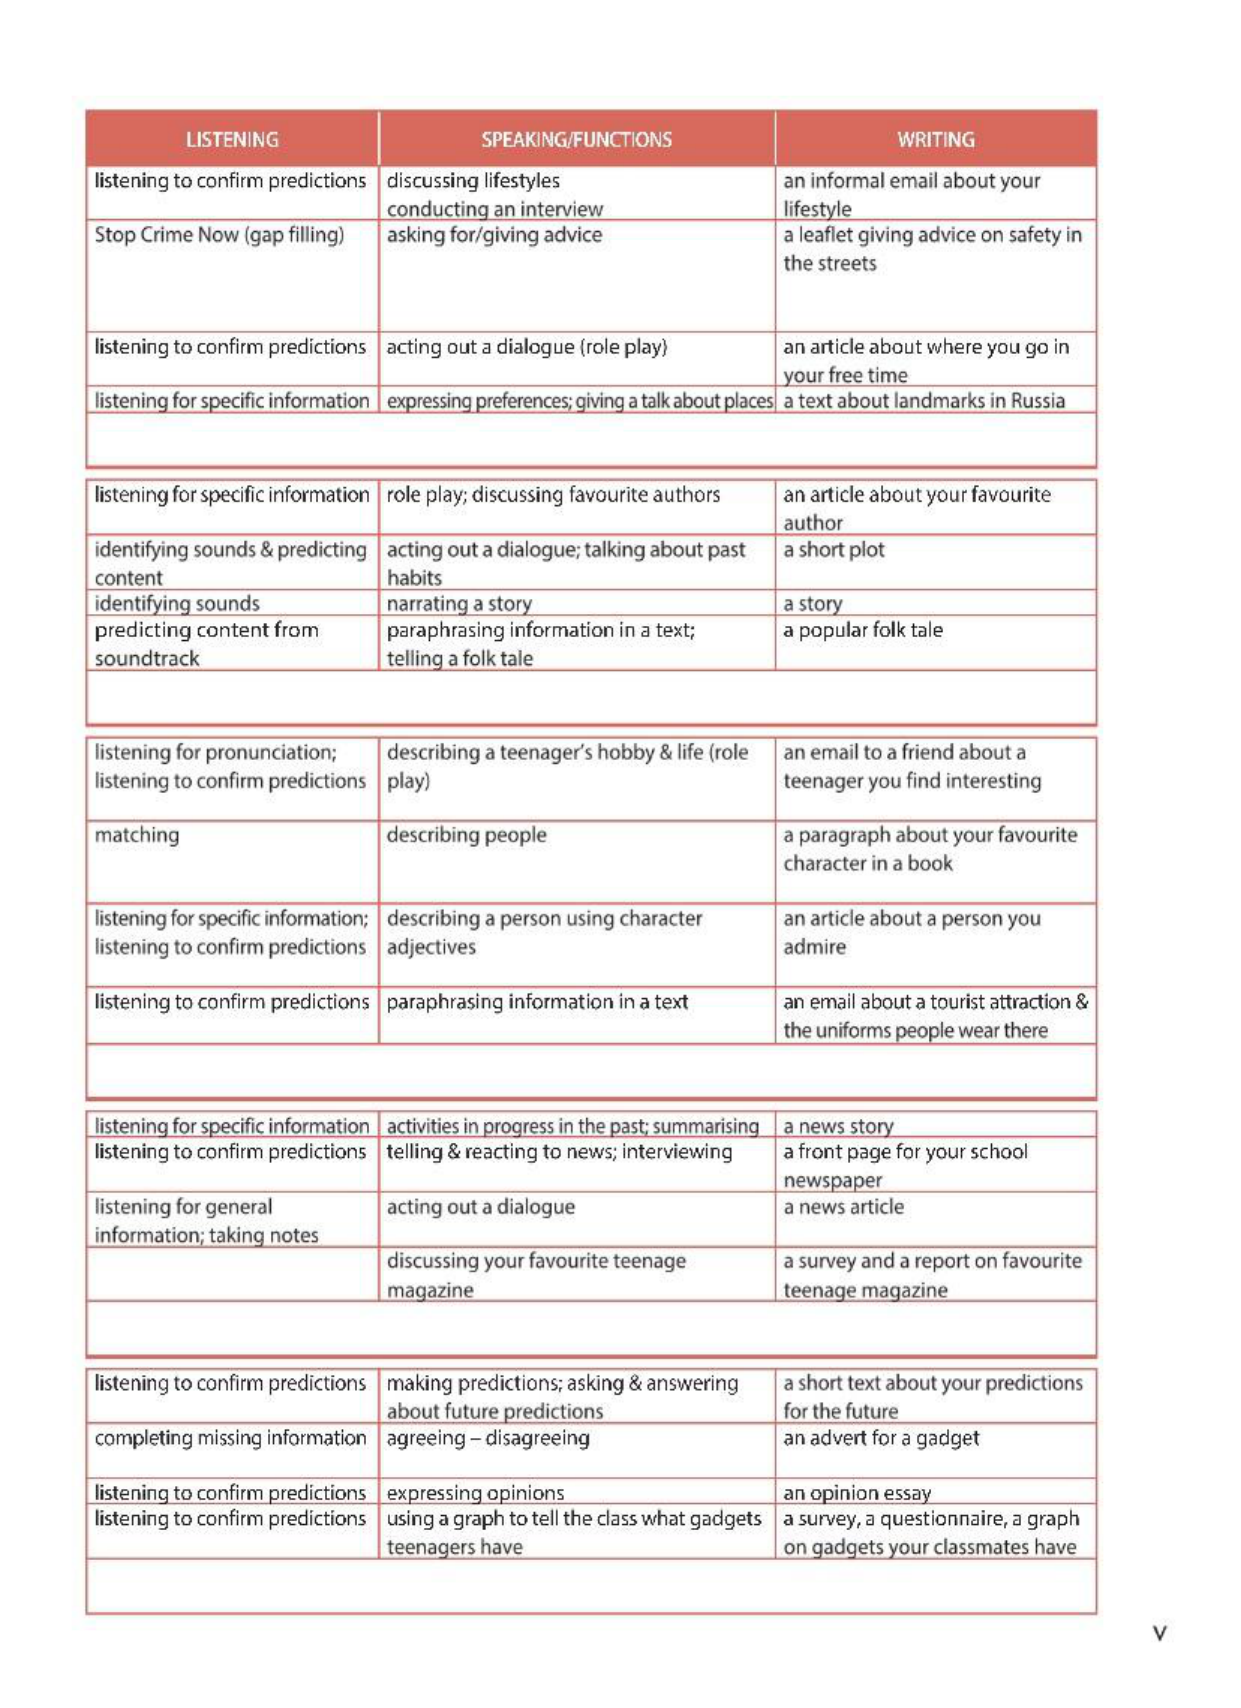 LISTENING SPEAKING/FUNCTIONS WRITING
listening to confirm predictions discussing lifestyles an informal email about your
conducting an interview lifestyle
Stop Crime Now (gap filling) asking for/giving advice a leaflet giving advice on safety in
the streets
listening to confirm predictions acting out a dialogue (role play) an article about where you go in
your free time
listening for specific information expressing preferences; giving a talk about places a text about landmarks in Russia
listening for specific information role play; discussing favourite authors an article about your favourite
author
identifying sounds & predicting acting out a dialogue; talking about past a short plot
content habits
identifying sounds narrating a story a story
predicting content from paraphrasing information in a text; a popular folk tale
soundtrack telling a folk tale
listening for pronunciation; describing a teenager's hobby & life (role an email to a friend about a
listening to confirm predictions play) teenager you find interesting
matching describing people a paragraph about your favourite
character in a book
listening for specific information; describing a person using character an article about a person you
listening to confirm predictions adjectives admire
listening to confirm predictions paraphrasing information in a text an email about a tourist attraction &
the uniforms people wear there
listening for specific information activities in progress in the past; summarising a news story
listening to confirm predictions telling & reacting to news; interviewing a front page for your school
newspaper
listening for general acting out a dialogue a news article
information; taking notes
discussing your favourite teenage a survey and a report on favourite
magazine teenage magazine
listening to confirm predictions making predictions; asking & answering a short text about your predictions
about future predictions for the future
completing missing information agreeing – disagreeing an advert for a gadget
listening to confirm predictions expressing opinions an opinion essay
listening to confirm predictions using a graph to tell the class what gadgets a survey, a questionnaire, a graph
teenagers have on gadgets your classmates have
V